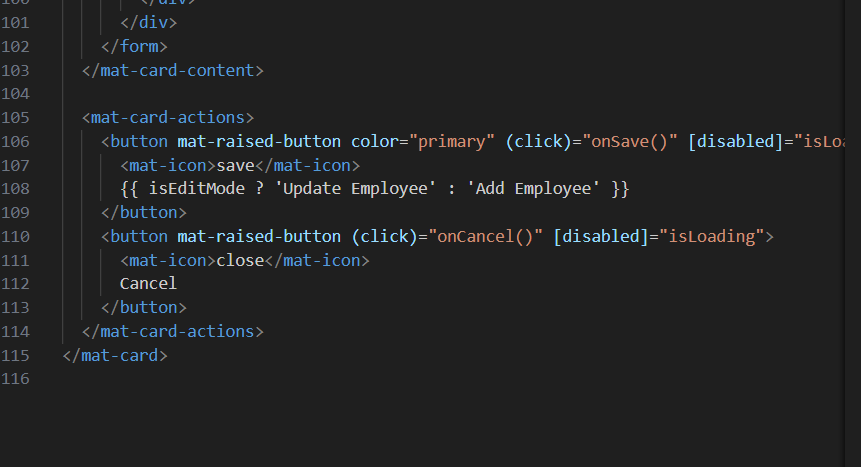 </div>
101 </div>
102 </form>
103 </mat-card-content>
104
105 <mat-card-actions>
106 <button mat-raised-button color="primary" (click)="onSave()" [disabled]="isLoa
107 <mat-icon>save</mat-icon>
108 {{ isEditMode ? 'Update Employee' : 'Add Employee' }}
109 </button>
110 <button mat-raised-button (click)="onCancel()" [disabled]="isLoading">
111 <mat-icon>close</mat-icon>
112 Cancel
113 </button>
114 </mat-card-actions>
115 </mat-card>
116